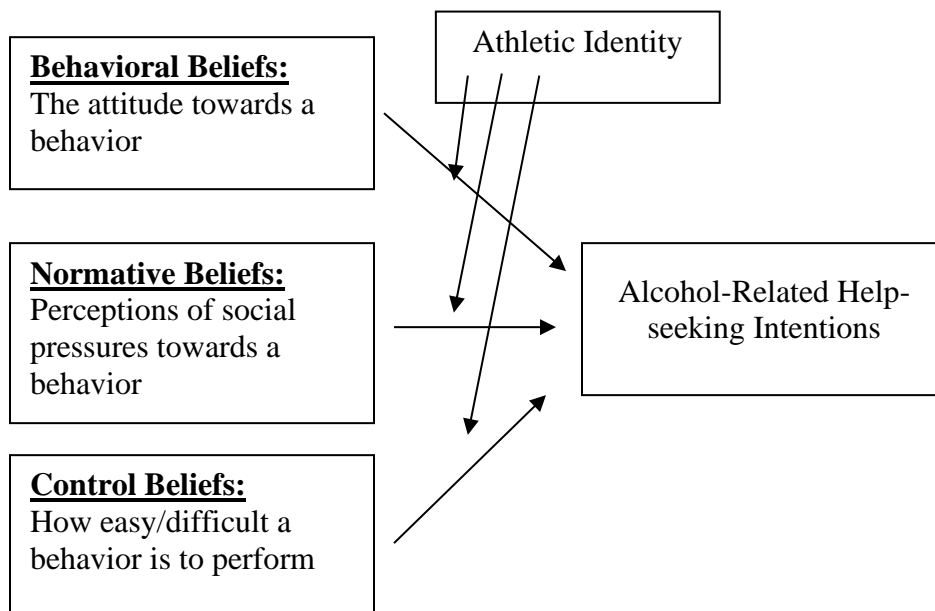 Athletic Identity
Behavioral Beliefs:
The attitude towards a
behavior
Normative Beliefs:
Perceptions of social
pressures towards a
behavior
Alcohol-Related Help-
seeking Intentions
Control Beliefs:
How easy/difficult a
behavior is to perform